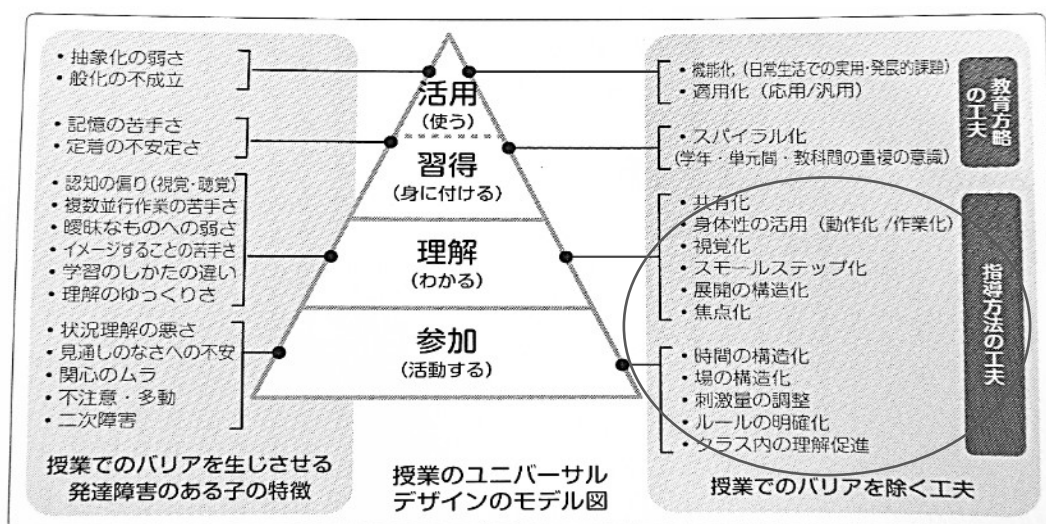 ・抽象化の弱さ
・般化の不成立
・記憶の苦手さ
・定着の不安定さ
・認知の偏り(視覚・聴覚)
・複数並行作業の苦手さ
・曖昧なものへの弱さ
・イメージすることの苦手さ
・学習のしかたの違い
・理解のゆっくりさ
・状況理解の悪さ
・見通しのなさへの不安
・関心のムラ
・不注意・多動
・二次障害
授業でのバリアを生じさせる
発達障害のある子の特徴
活用
(使う)
習得
(身に付ける)
理解
(わかる)
参加
(活動する)
授業のユニバーサル
デザインのモデル図
・機能化(日常生活での実用・発展的課題)
・適用化(応用/汎用)
・スパイラル化
(学年・単元間・教科間の重複の意識)
・共有化
・身体性の活用(動作化/作業化)
・視覚化
・スモールステップ化
・展開の構造化
・焦点化
・時間の構造化
・場の構造化
・刺激量の調整
・ルールの明確化
・クラス内の理解促進
教育方略
の工夫
指導方法の工夫
授業でのバリアを除く工夫